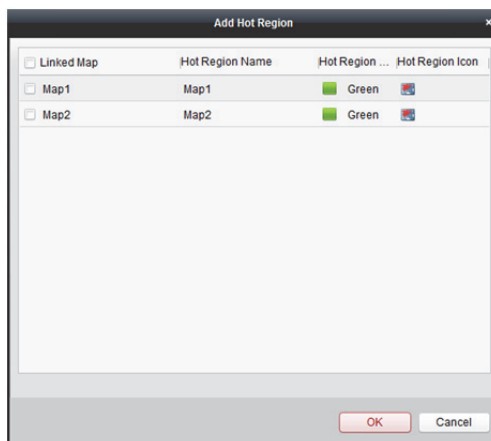 Add Hot Region ×
Linked Map Hot Region Name Hot Region ... Hot Region Icon
Map1 Map1 Green
Map2 Map2 Green
OK Cancel